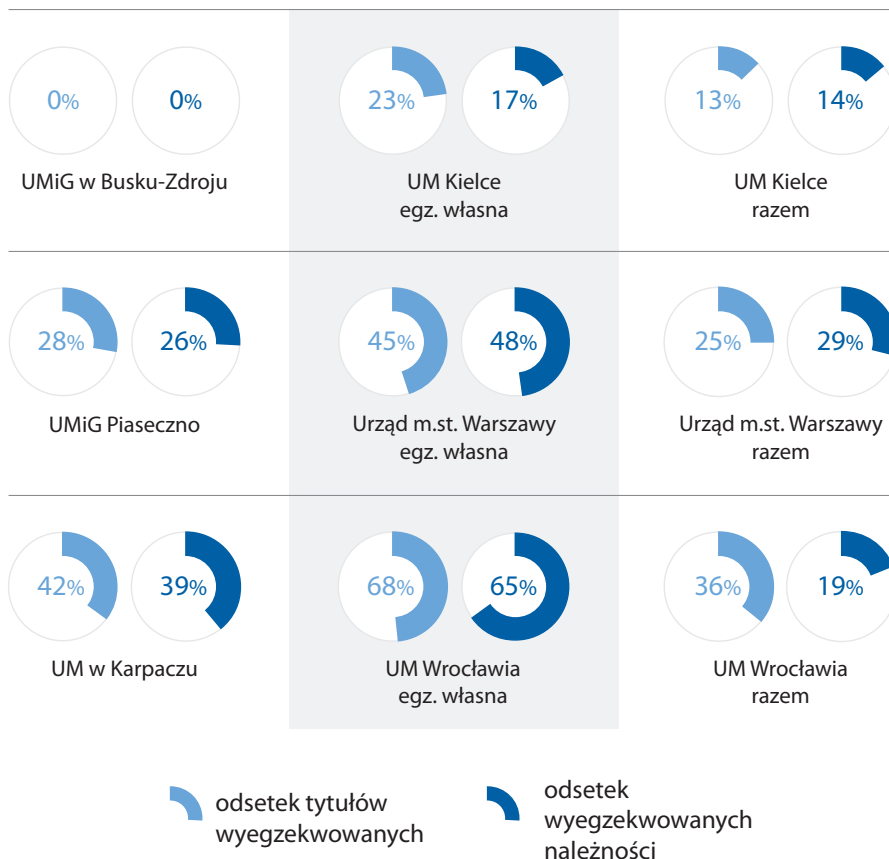 0% 0% 23% 17% 13% 14%
UMiG w Busku-Zdroju UM Kielce UM Kielce
egz. własna razem
28% 26% 45% 48% 25% 29%
UMiG Piaseczno Urząd m.st. Warszawy Urząd m.st. Warszawy
egz. własna razem
42% 39% 68% 65% 36% 19%
UM w Karpaczu UM Wrocławia UM Wrocławia
egz. własna razem
odsetek tytułów
wyegzekwowanych
odsetek
wyegzekwowanych
należności